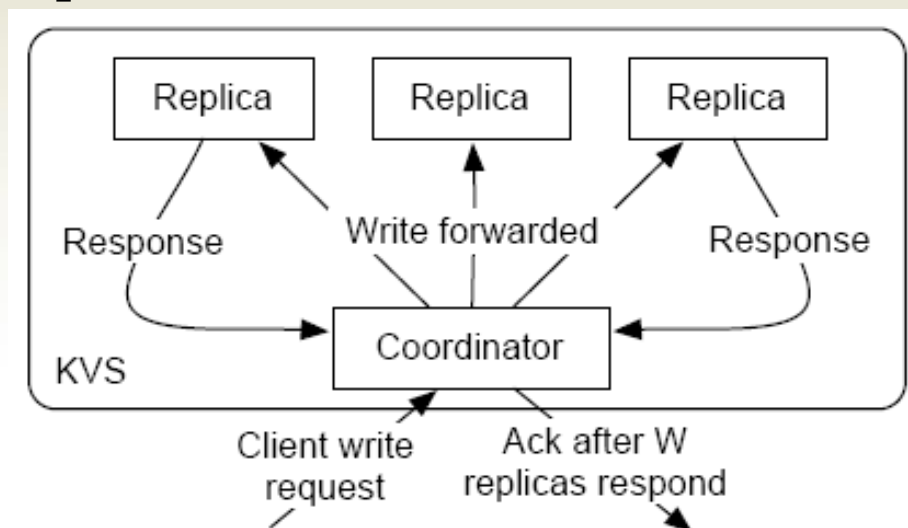 Replica
Replica
Replica
Response
Write forwarded
Response
Coordinator
KVS
Client write
request
Ack after W
replicas respond